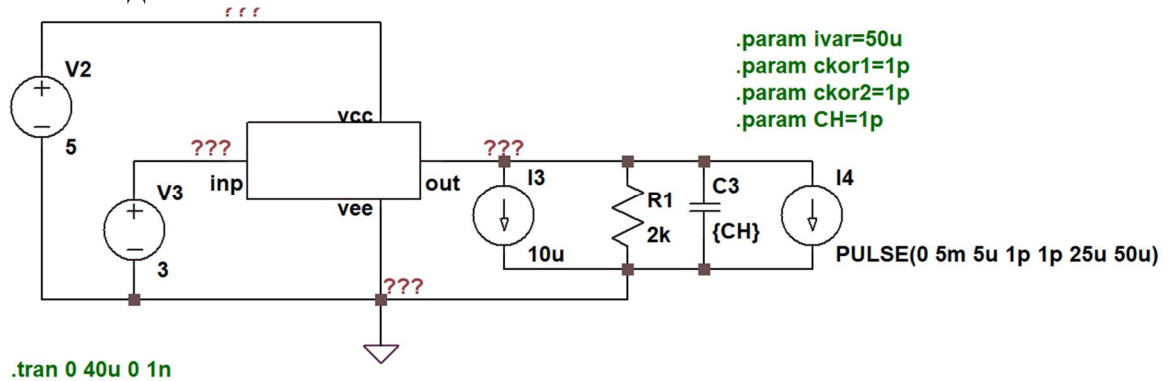 ???
V2
5
.param ivar=50u
.param ckor1=1p
.param ckor2=1p
.param CH=1p
vcc
???
inp
out
vee
V3
3
???
I3
10u
R1
2k
C3
{CH}
I4
PULSE(0 5m 5u 1p 1p 25u 50u)
???
.tran 0 40u 0 1n